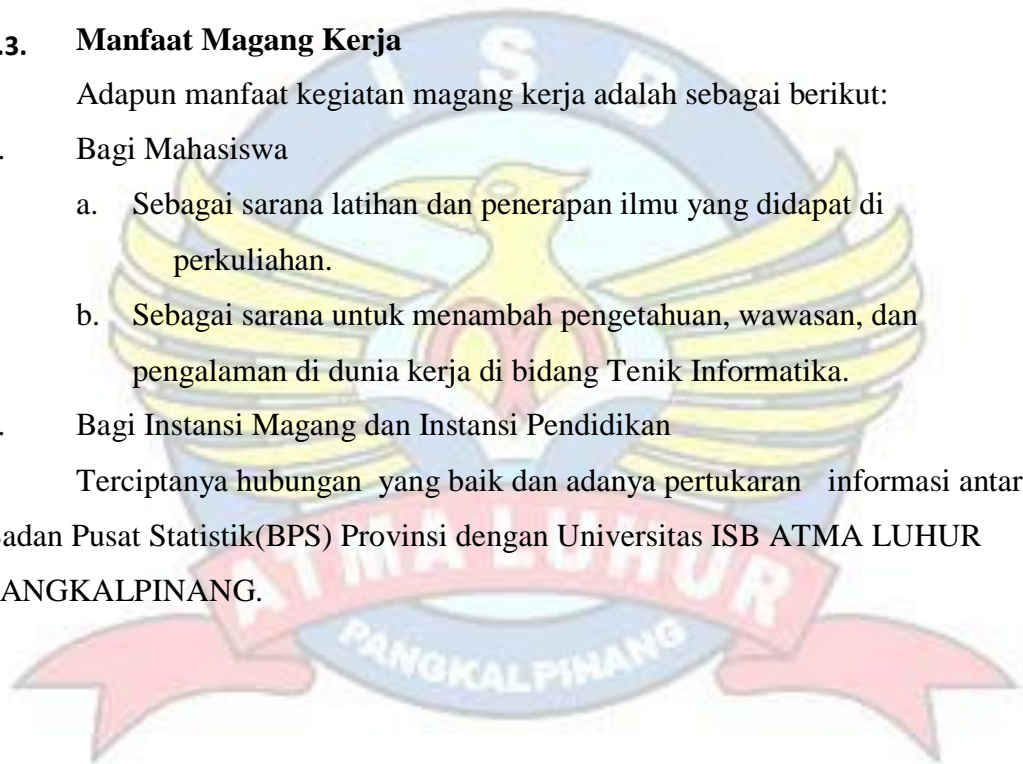 .3. Manfaat Magang Kerja
Adapun manfaat kegiatan magang kerja adalah sebagai berikut:
. Bagi Mahasiswa
a. Sebagai sarana latihan dan penerapan ilmu yang didapat di
perkuliahan.
b. Sebagai sarana untuk menambah pengetahuan, wawasan, dan
pengalaman di dunia kerja di bidang Tenik Informatika.
. Bagi Instansi Magang dan Instansi Pendidikan
Terciptanya hubungan yang baik dan adanya pertukaran informasi antar
adan Pusat Statistik(BPS) Provinsi dengan Universitas ISB ATMA LUHUR
ANGKALPINANG.
I S B
ATMA LUHUR
PANGKALPINANG